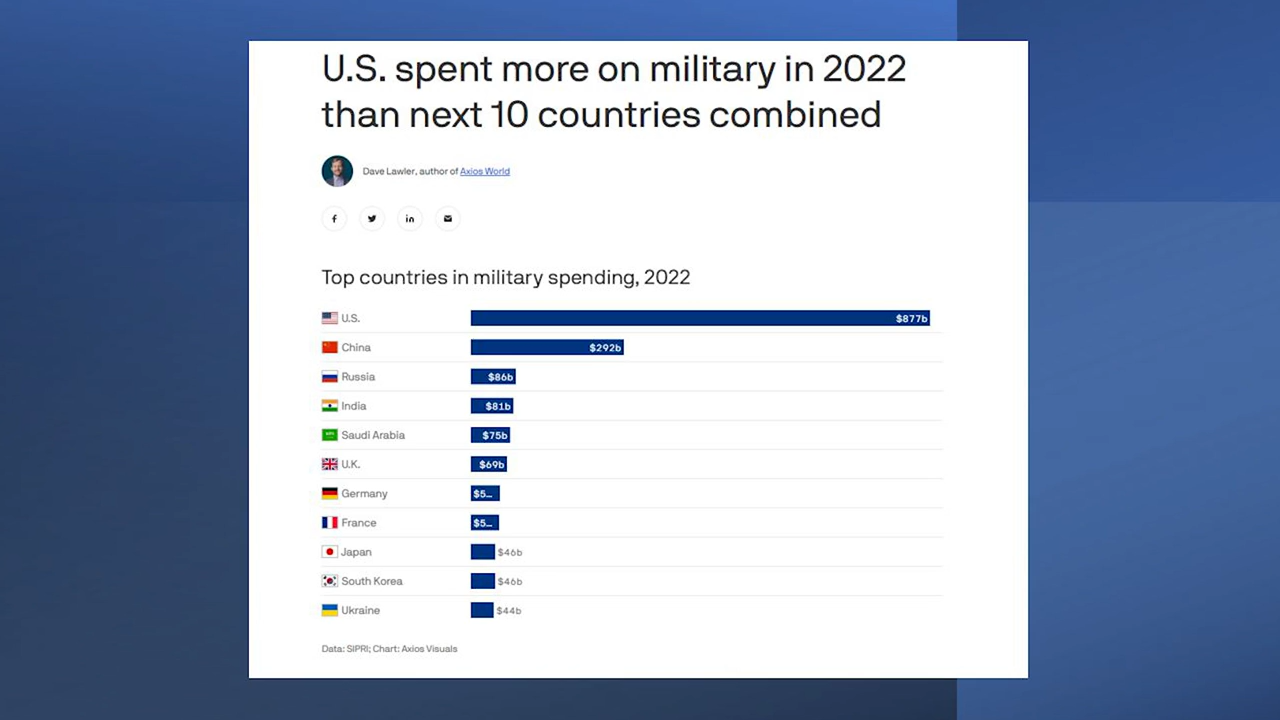 U.S. spent more on military in 2022
than next 10 countries combined
Dave Lawler, author of Axios World
Top countries in military spending, 2022
U.S. $877b
China $292b
Russia $86b
India $81b
Saudi Arabia $75b
U.K. $69b
Germany $5…
France $5…
Japan $46b
South Korea $46b
Ukraine $44b
Data: SIPRI; Chart: Axios Visuals